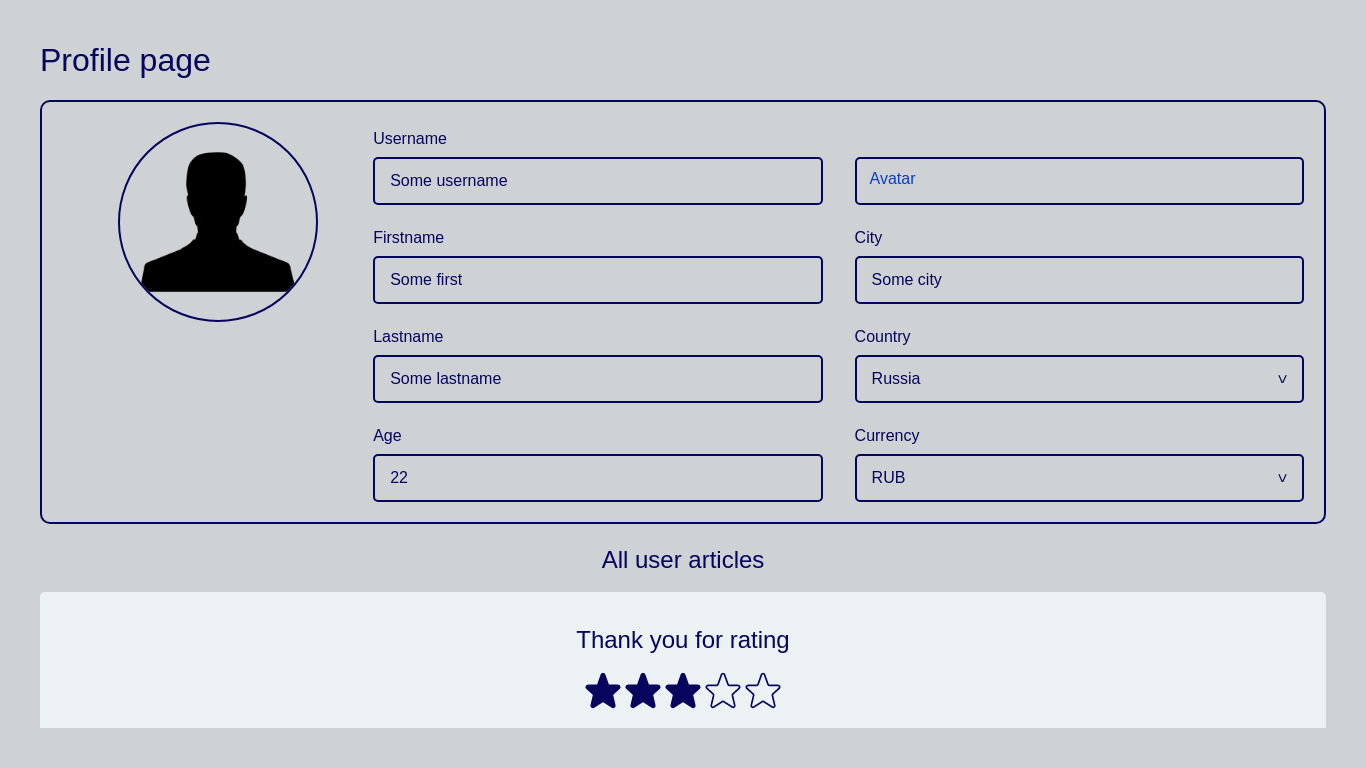 Profile page
Username
Some username
Avatar
Firstname
City
Some first
Some city
Lastname
Country
Some lastname
Russia
Age
Currency
22
RUB
All user articles
Thank you for rating